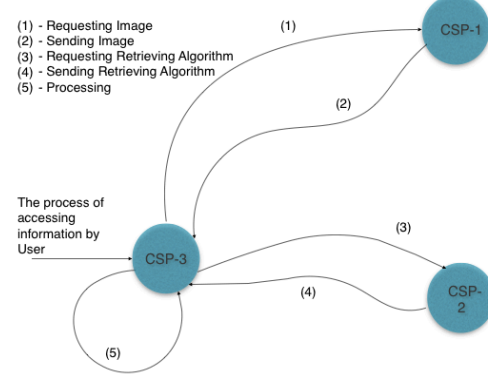 (1) - Requesting Image
(2) - Sending Image
(3) - Requesting Retrieving Algorithm
(4) - Sending Retrieving Algorithm
(5) - Processing
(1)
CSP-1
(2)
The process of
accessing
information by
User
CSP-3
(3)
CSP-
2
(4)
(5)